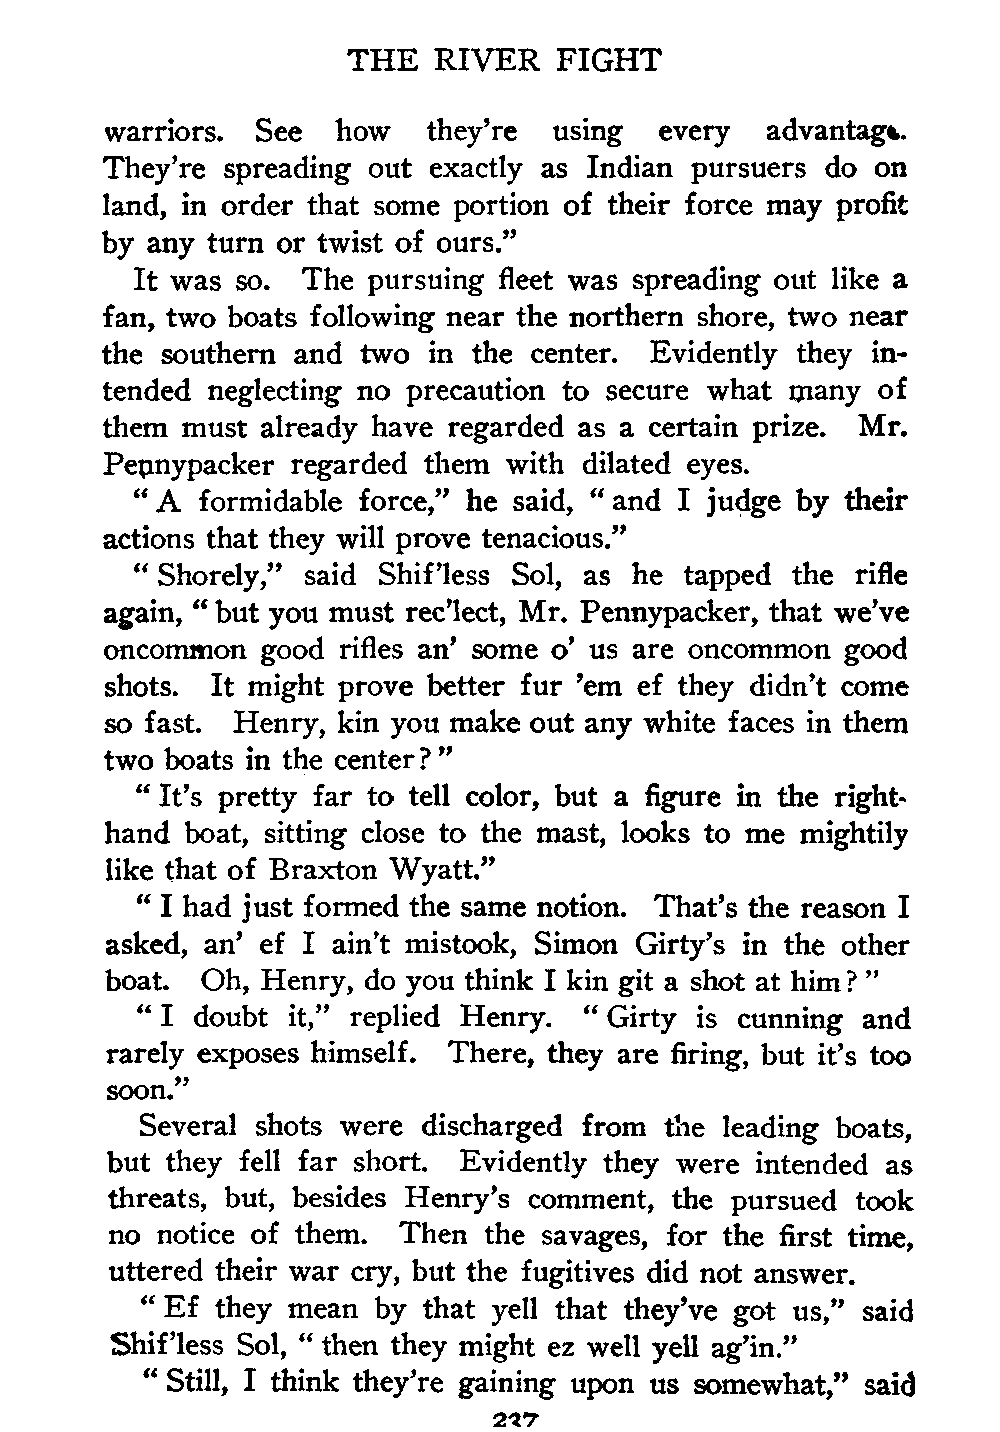 THE RIVER FIGHT
warriors. See how they're using every advantage.
They're spreading out exactly as Indian pursuers do on
land, in order that some portion of their force may profit
by any turn or twist of ours."
It was so. The pursuing fleet was spreading out like a
fan, two boats following near the northern shore, two near
the southern and two in the center. Evidently they in-
tended neglecting no precaution to secure what many of
them must already have regarded as a certain prize. Mr.
Pennypacker regarded them with dilated eyes.
"A formidable force," he said, "and I judge by their
actions that they will prove tenacious."
"Shorely," said Shif'less Sol, as he tapped the rifle
again, "but you must rec'lect, Mr. Pennypacker, that we've
oncommon good rifles an' some o' us are oncommon good
shots. It might prove better fur 'em ef they didn't come
so fast. Henry, kin you make out any white faces in them
two boats in the center?"
"It's pretty far to tell color, but a figure in the right-
hand boat, sitting close to the mast, looks to me mightily
like that of Braxton Wyatt."
"I had just formed the same notion. That's the reason I
asked, an' ef I ain't mistook, Simon Girty's in the other
boat. Oh, Henry, do you think I kin git a shot at him?"
"I doubt it," replied Henry. "Girty is cunning and
rarely exposes himself. There, they are firing, but it's too
soon."
Several shots were discharged from the leading boats,
but they fell far short. Evidently they were intended as
threats, but, besides Henry's comment, the pursued took
no notice of them. Then the savages, for the first time,
uttered their war cry, but the fugitives did not answer.
"Ef they mean by that yell that they've got us," said
Shif'less Sol, "then they might ez well yell ag'in."
"Still, I think they're gaining upon us somewhat," said
227